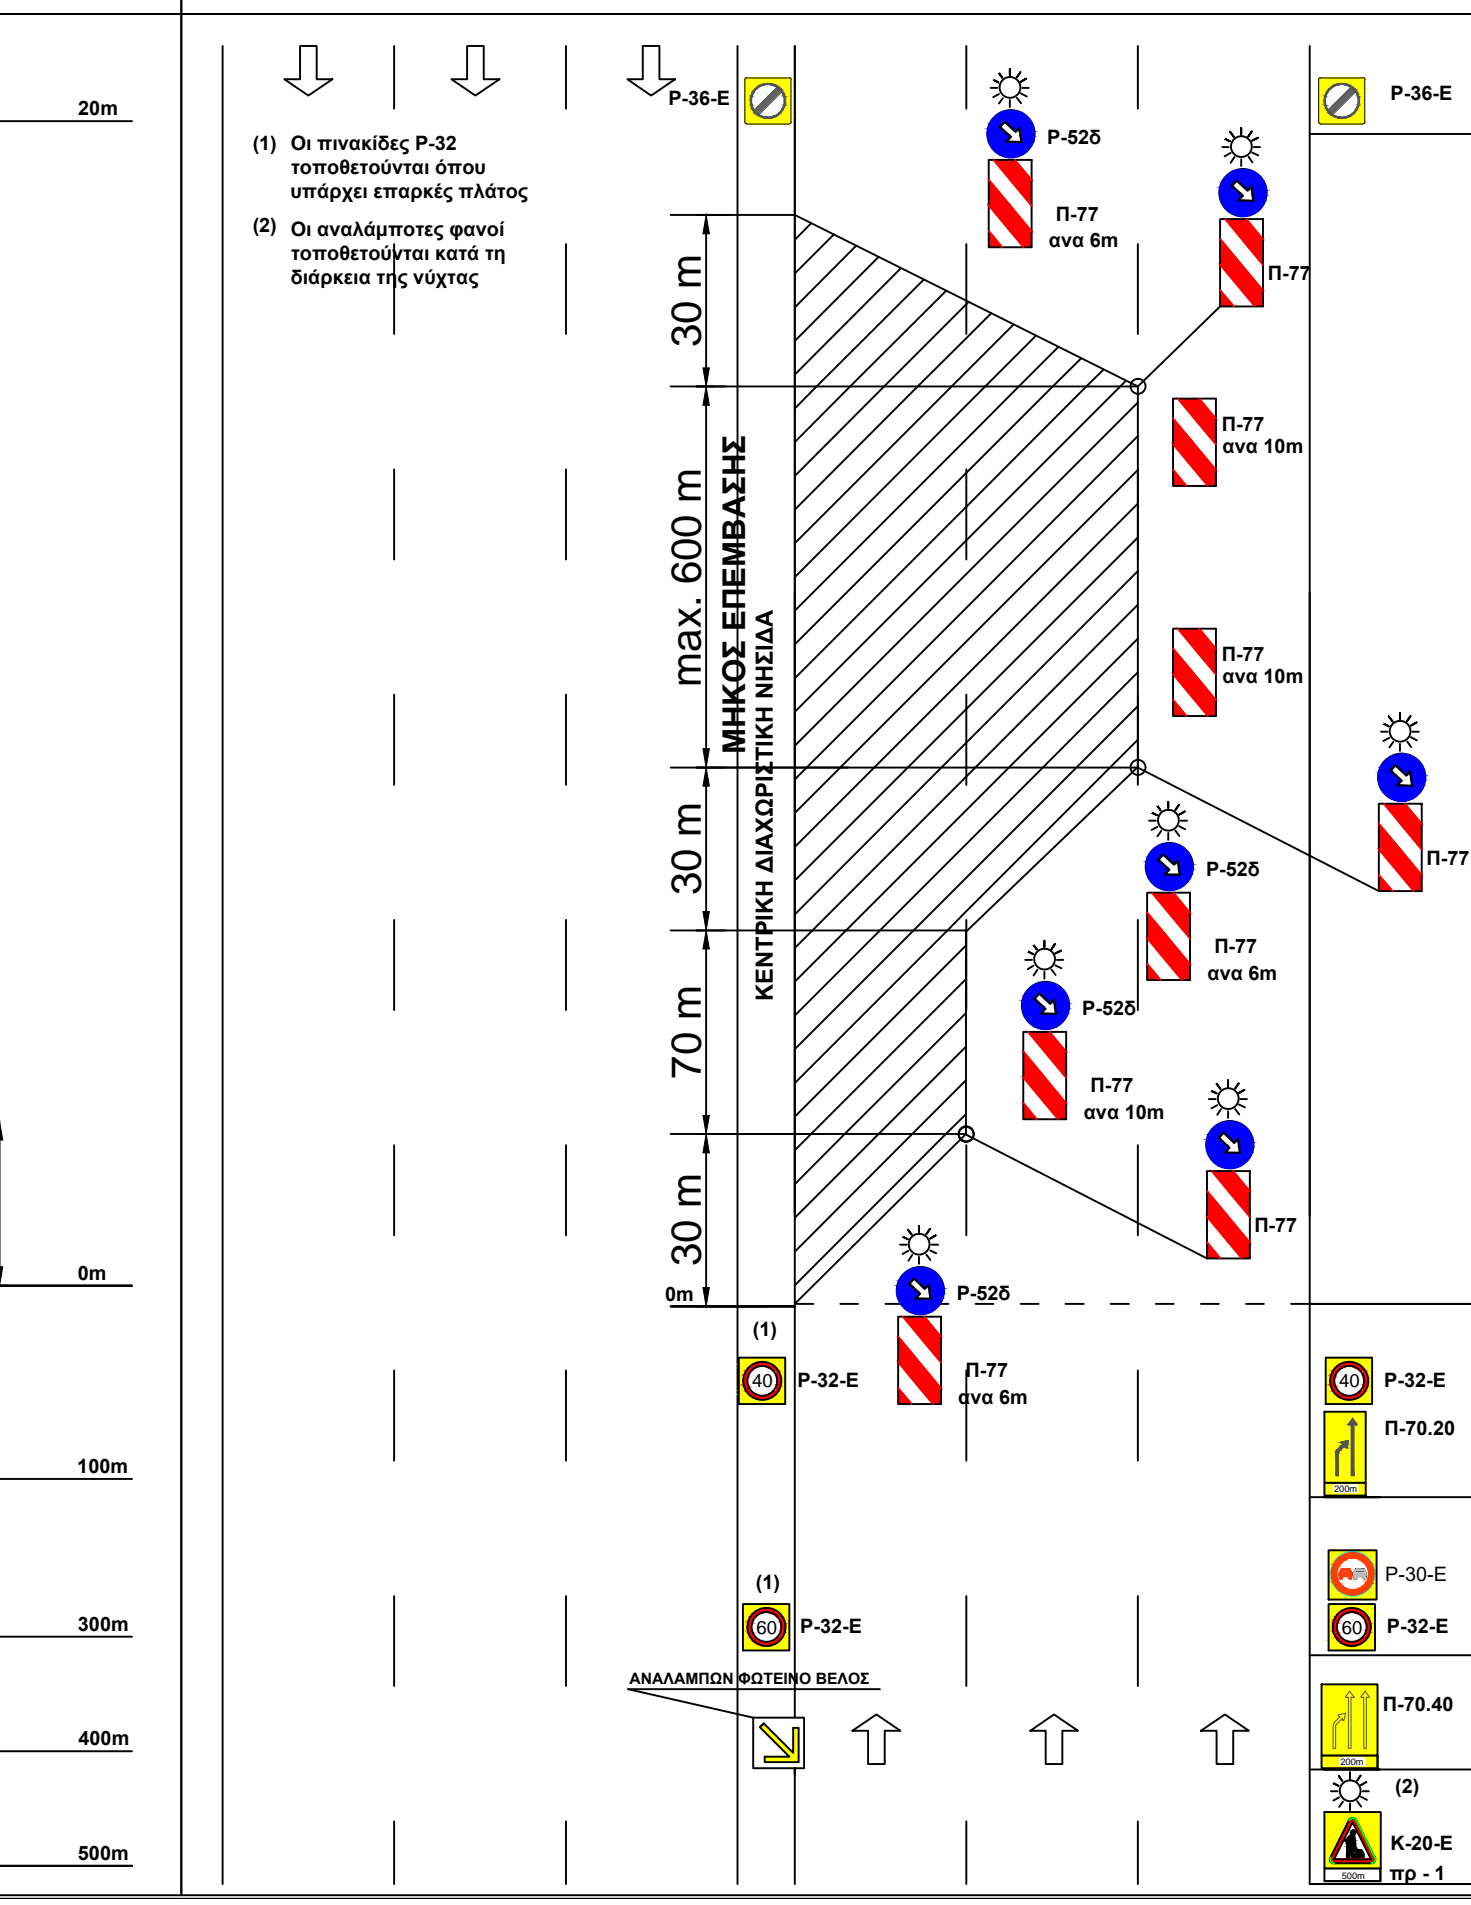 20m
P-36-E
P-36-E
(1) Οι πινακίδες Ρ-32
τοποθετούνται όπου
υπάρχει επαρκές πλάτος
(2) Οι αναλάμποτες φανοί
τοποθετούνται κατά τη
διάρκεια της νύχτας
Ρ-52δ
Π-77
ανα 6m
Π-77
30 m
Π-77
ανα 10m
max. 600 m
ΜΗΚΟΣ ΕΠΕΜΒΑΣΗΣ
ΚΕΝΤΡΙΚΗ ΔΙΑΧΩΡΙΣΤΙΚΗ ΝΗΣΙΔΑ
Π-77
ανα 10m
Π-77
30 m
Ρ-52δ
Π-77
ανα 6m
70 m
Ρ-52δ
Π-77
ανα 10m
Π-77
30 m
0m
0m
Ρ-52δ
Π-77
ανα 6m
(1)
40
P-32-E
40
P-32-E
Π-70.20
200m
100m
P-30-E
(1)
60
P-32-E
60
P-32-E
300m
ΑΝΑΛΑΜΠΩΝ ΦΩΤΕΙΝΟ ΒΕΛΟΣ
Π-70.40
200m
400m
(2)
K-20-E
πρ - 1
500m
500m